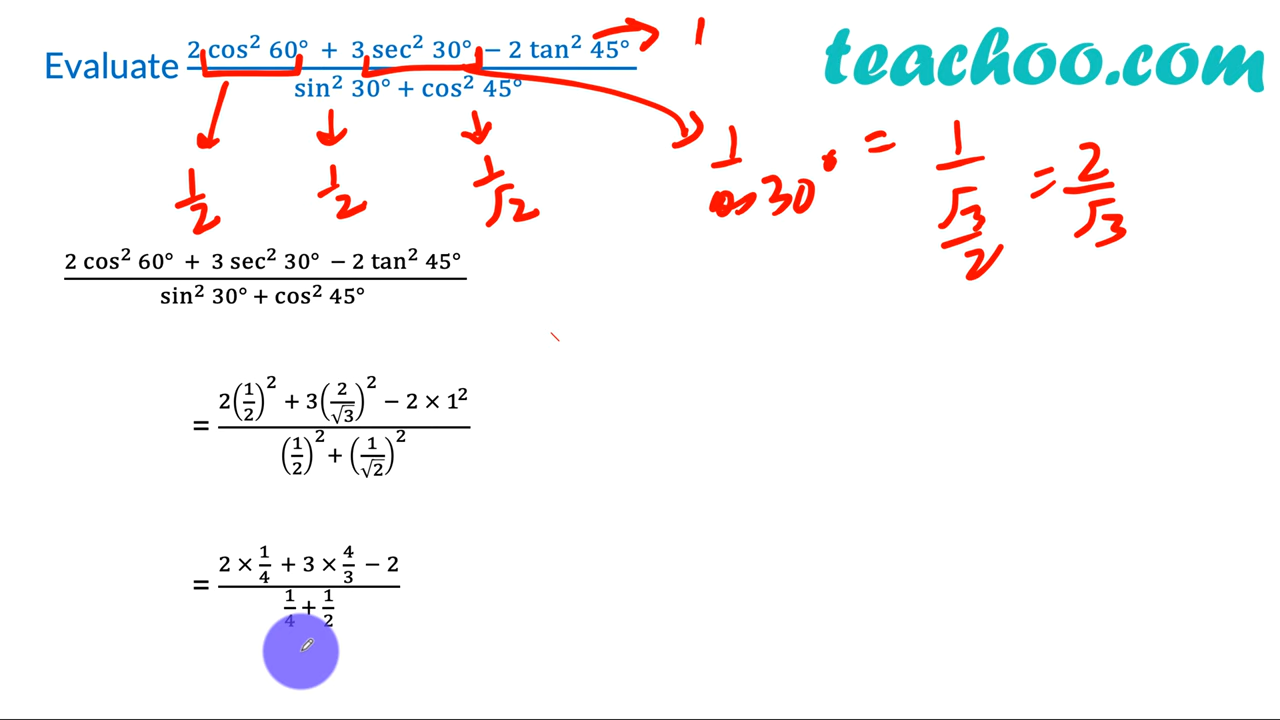 Evaluate (2 cos² 60° + 3 sec² 30° − 2 tan² 45°)/(sin² 30° + cos² 45°) → 1
teachoo.com
1/2 1/2 1/√2 1/cos 30° = 1/(√3/2) = 2/√3
(2 cos² 60° + 3 sec² 30° − 2 tan² 45°)/(sin² 30° + cos² 45°)
= (2(1/2)² + 3(2/√3)² − 2 × 1²)/((1/2)² + (1/√2)²)
= (2 × 1/4 + 3 × 4/3 − 2)/(1/4 + 1/2)